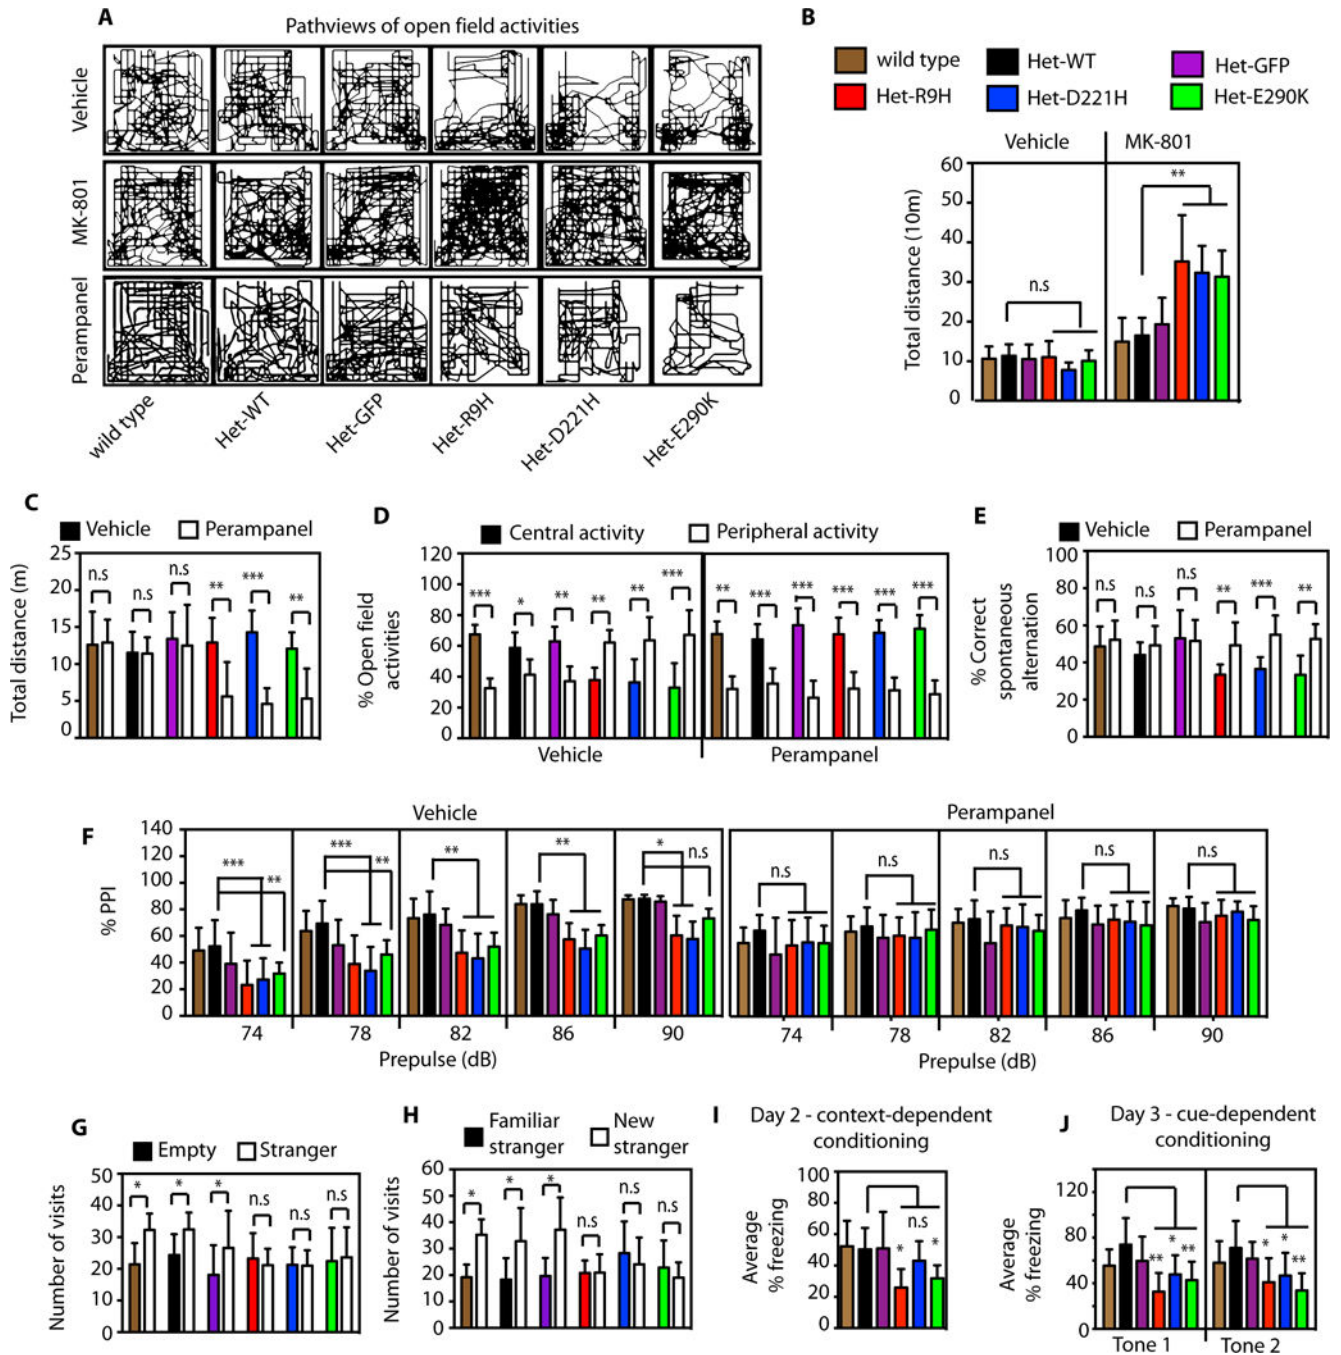 A
Pathviews of open field activities
Vehicle
MK-801
Perampanel
wild type
Het-WT
Het-GFP
Het-R9H
Het-D221H
Het-E290K
B
wild type
Het-WT
Het-GFP
Het-R9H
Het-D221H
Het-E290K
Vehicle
MK-801
Total distance (10m)
60
50
40
30
20
10
0
n.s
**
C
Vehicle
Perampanel
Total distance (m)
25
20
15
10
5
0
n.s
n.s
n.s
**
***
**
D
Central activity
Peripheral activity
% Open field
activities
120
100
80
60
40
20
0
***
*
**
**
**
***
**
***
***
***
***
***
Vehicle
Perampanel
E
Vehicle
Perampanel
% Correct
spontaneous
alternation
100
80
60
40
20
0
n.s
n.s
n.s
**
***
**
F
Vehicle
Perampanel
% PPI
140
120
100
80
60
40
20
0
***
**
***
**
**
**
*
n.s
n.s
n.s
n.s
n.s
n.s
74
78
82
86
90
74
78
82
86
90
Prepulse (dB)
Prepulse (dB)
G
Empty
Stranger
Number of visits
50
40
30
20
10
0
*
*
*
n.s
n.s
n.s
H
Familiar
stranger
New
stranger
Number of visits
60
50
40
30
20
10
0
*
*
*
n.s
n.s
n.s
I
Day 2 - context-dependent
conditioning
Average
% freezing
100
80
60
40
20
0
*
n.s
*
J
Day 3 - cue-dependent
conditioning
Average
% freezing
120
80
40
0
**
*
**
*
*
**
Tone 1
Tone 2